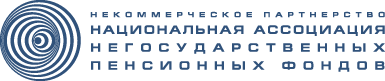 НЕКОММЕРЧЕСКОЕ ПАРТНЕРСТВО
НАЦИОНАЛЬНАЯ АССОЦИАЦИЯ
НЕГОСУДАРСТВЕННЫХ
ПЕНСИОННЫХ ФОНДОВ